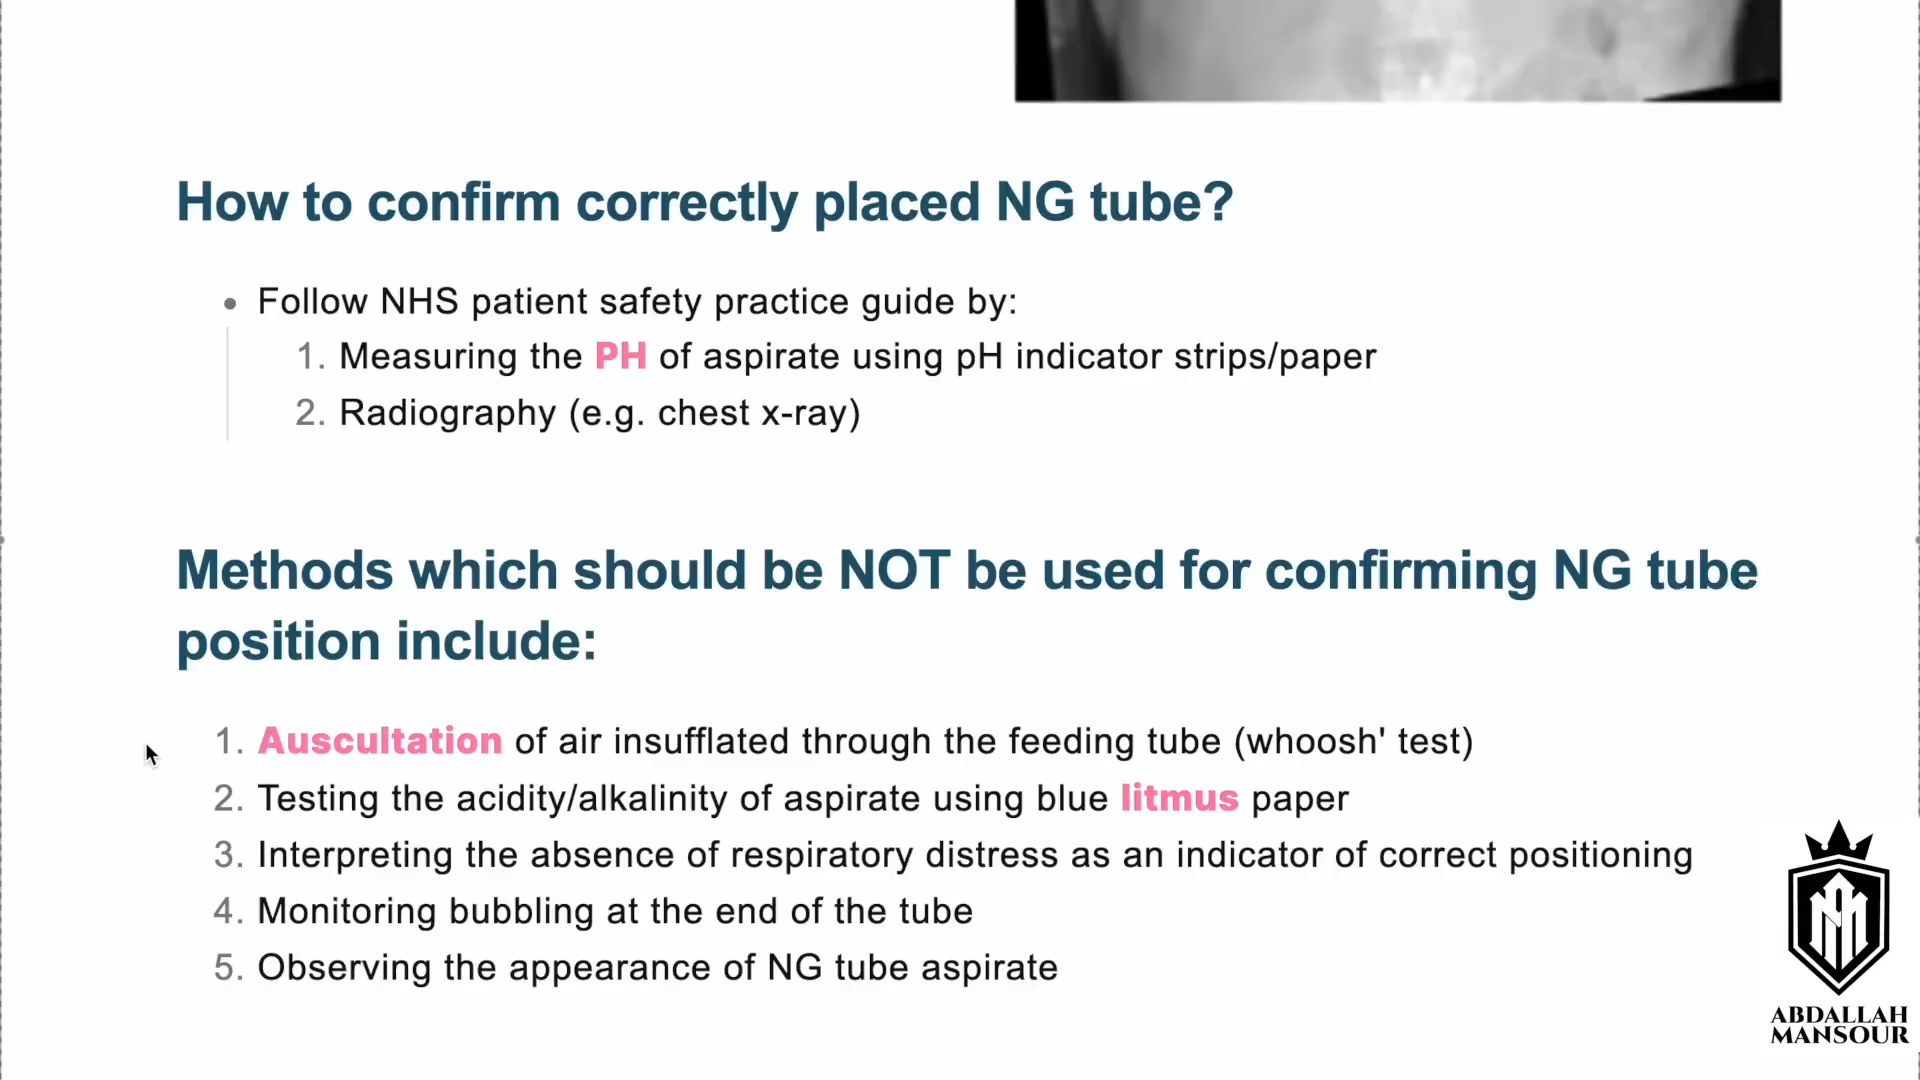 How to confirm correctly placed NG tube?
• Follow NHS patient safety practice guide by:
1. Measuring the PH of aspirate using pH indicator strips/paper
2. Radiography (e.g. chest x-ray)
Methods which should be NOT be used for confirming NG tube
position include:
1. Auscultation of air insufflated through the feeding tube (whoosh' test)
2. Testing the acidity/alkalinity of aspirate using blue litmus paper
3. Interpreting the absence of respiratory distress as an indicator of correct positioning
4. Monitoring bubbling at the end of the tube
5. Observing the appearance of NG tube aspirate
ABDALLAH
MANSOUR